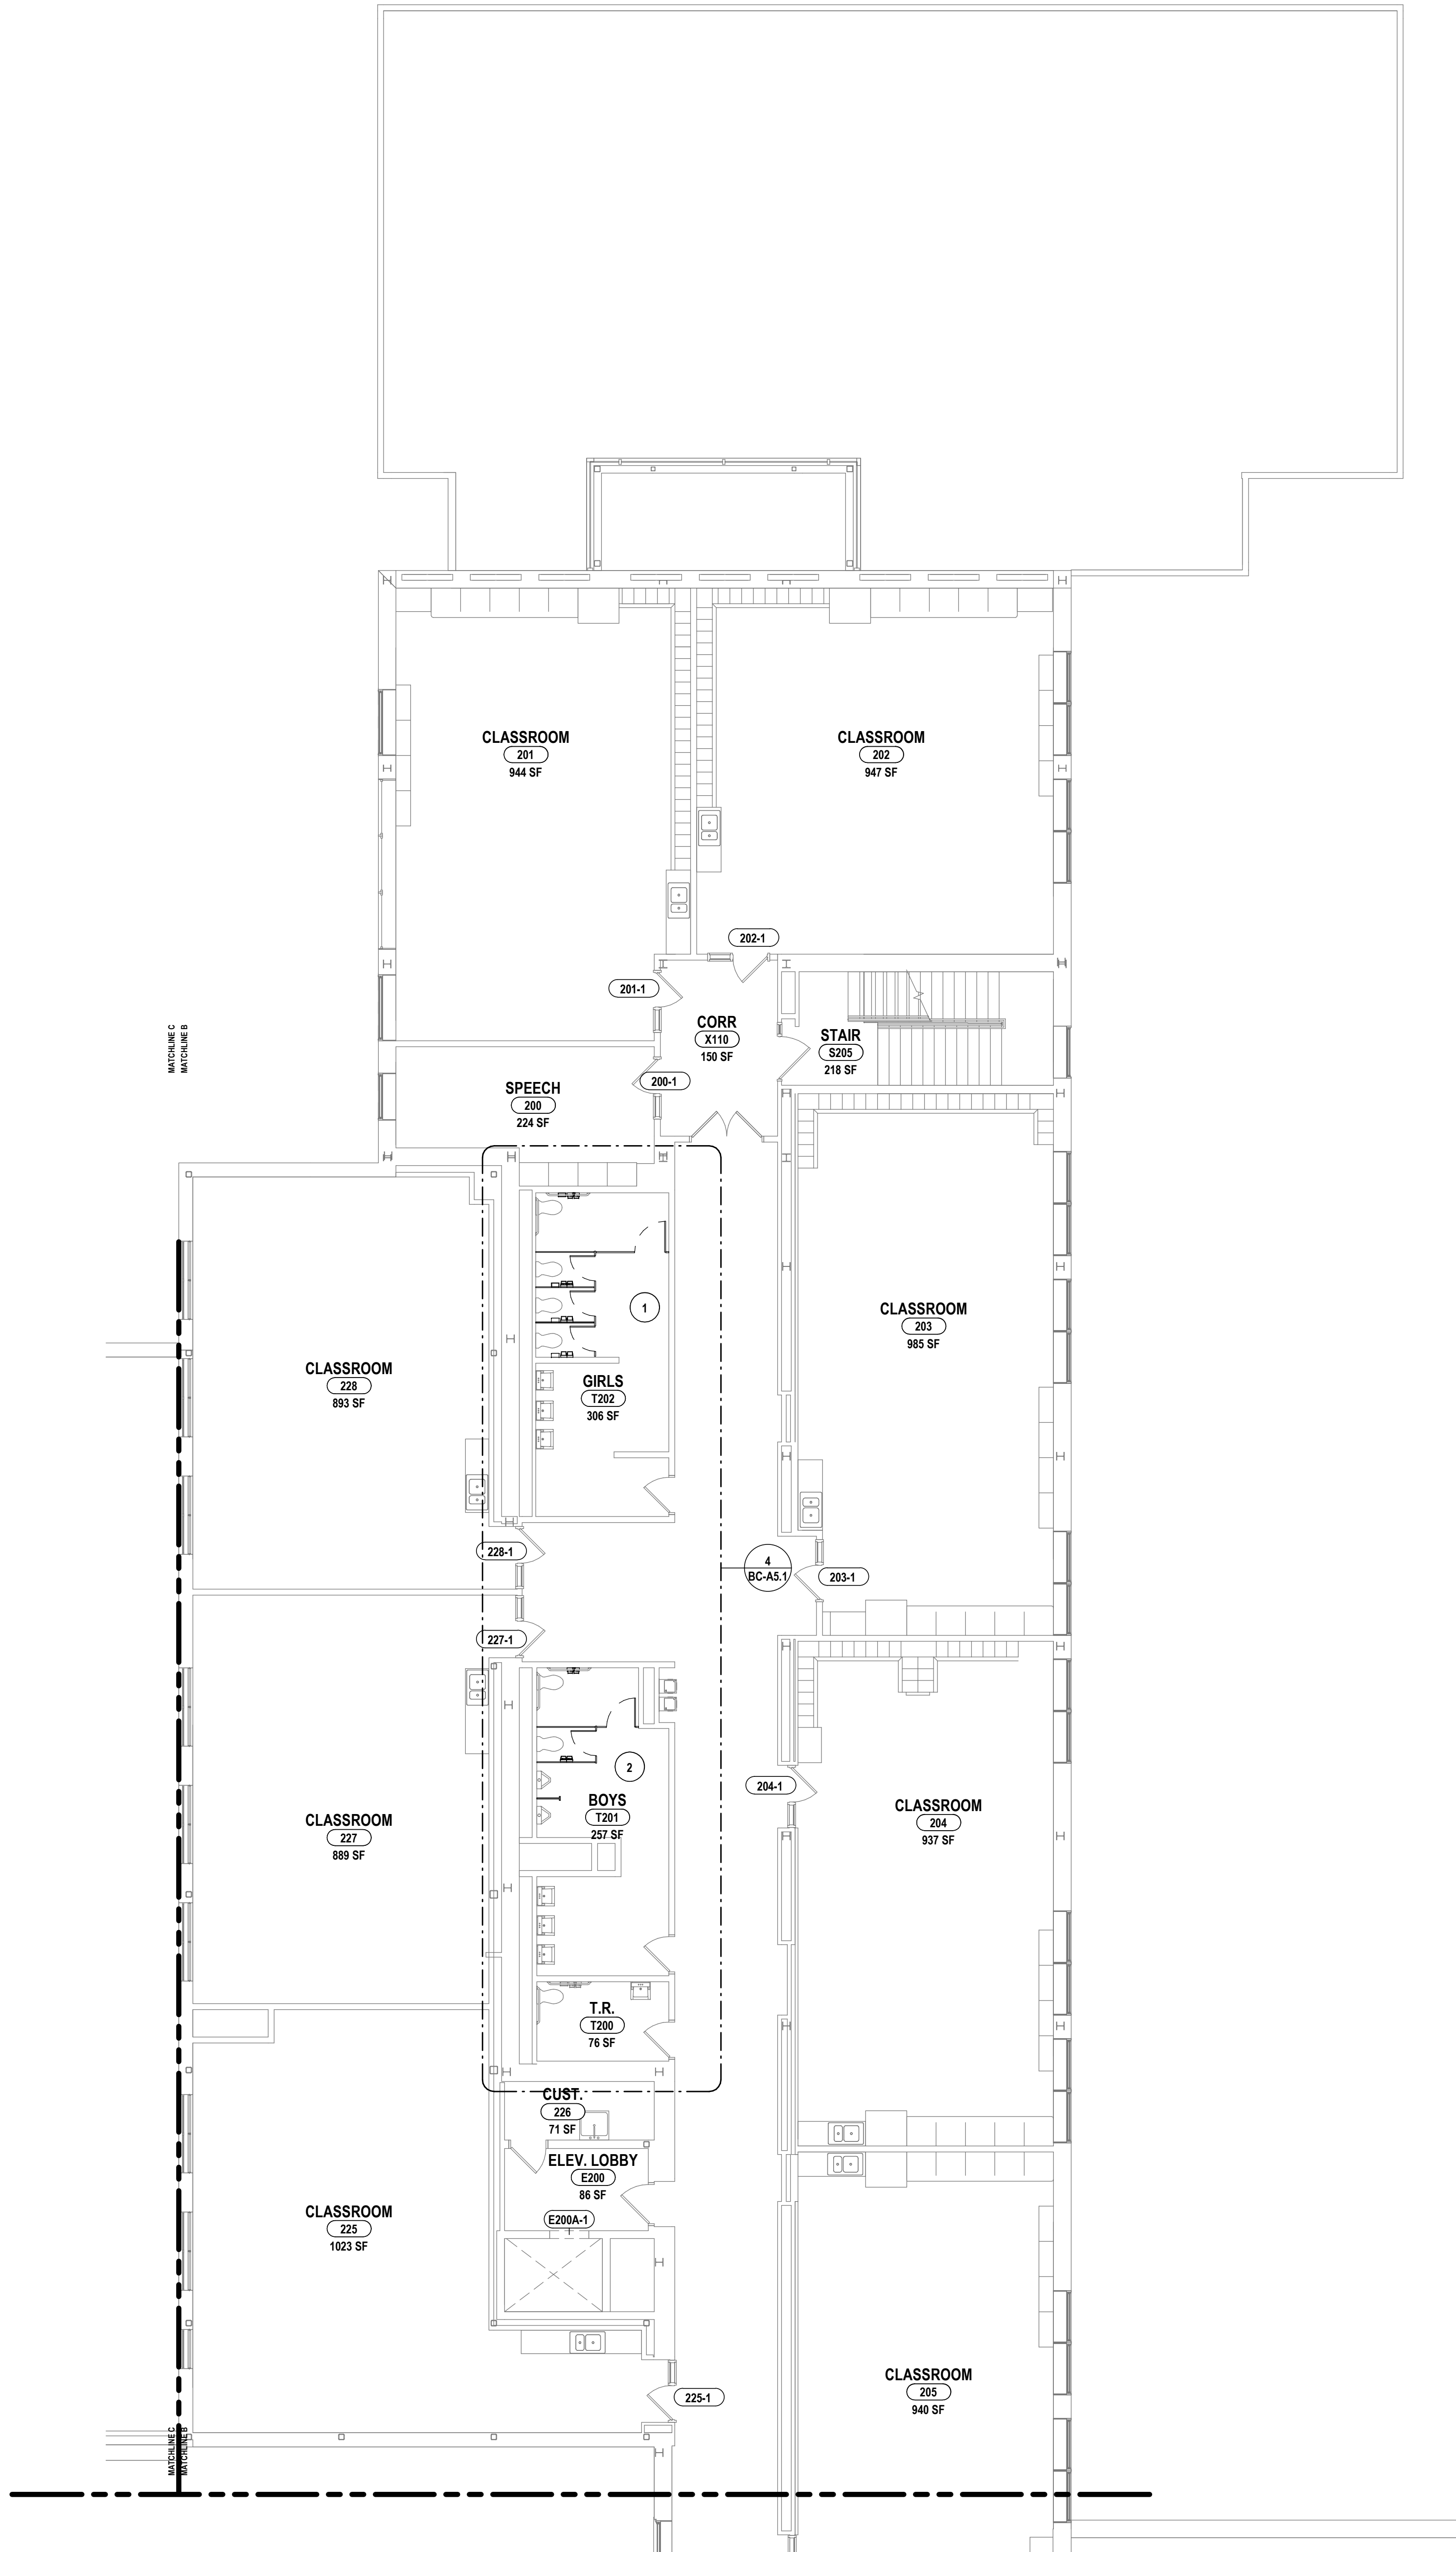 CLASSROOM
201
944 SF
CLASSROOM
202
947 SF
202-1
201-1
CORR
X110
150 SF
STAIR
S205
218 SF
MATCHLINE C
MATCHLINE B
200-1
SPEECH
200
224 SF
1
CLASSROOM
203
985 SF
CLASSROOM
228
893 SF
GIRLS
T202
306 SF
228-1
4
BC-A5.1
203-1
227-1
2
204-1
BOYS
T201
257 SF
CLASSROOM
204
937 SF
CLASSROOM
227
889 SF
T.R.
T200
76 SF
CUST.
226
71 SF
ELEV. LOBBY
E200
86 SF
E200A-1
CLASSROOM
225
1023 SF
225-1
CLASSROOM
205
940 SF
MATCHLINE C
MATCHLINE B